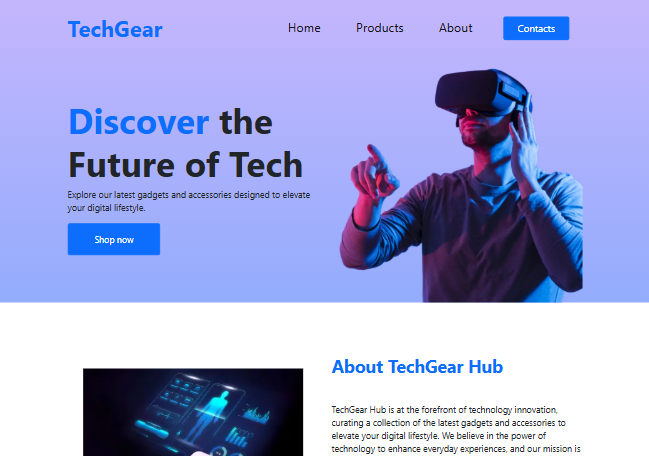 TechGear
Home Products About Contacts
Discover the
Future of Tech
Explore our latest gadgets and accessories designed to elevate
your digital lifestyle.
Shop now
About TechGear Hub
TechGear Hub is at the forefront of technology innovation,
curating a collection of the latest gadgets and accessories to
elevate your digital lifestyle. We believe in the power of
technology to enhance everyday experiences, and our mission is